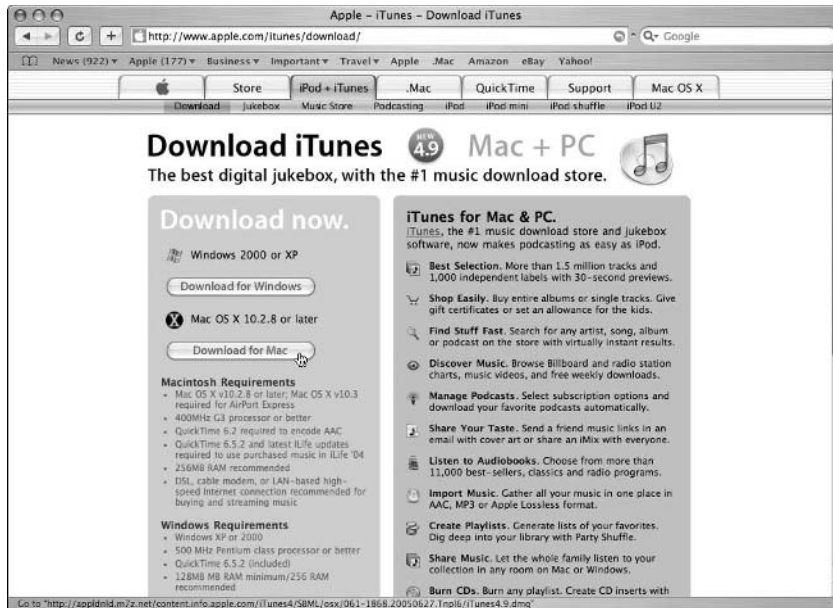 Apple – iTunes – Download iTunes
http://www.apple.com/itunes/download/
Google
News (922) Apple (177) Business Important Travel Apple .Mac Amazon eBay Yahoo!
Store iPod + iTunes .Mac QuickTime Support Mac OS X
Download Jukebox Music Store Podcasting iPod iPod mini iPod shuffle iPod U2
Download iTunes NEW 4.9 Mac + PC
The best digital jukebox, with the #1 music download store.
Download now.
Windows 2000 or XP
Download for Windows
Mac OS X 10.2.8 or later
Download for Mac
Macintosh Requirements
• Mac OS X v10.2.8 or later; Mac OS X v10.3
required for AirPort Express
• 400MHz G3 processor or better
• QuickTime 6.2 required to encode AAC
• QuickTime 6.5.2 and latest iLife updates
required to use purchased music in iLife '04
• 256MB RAM recommended
• DSL, cable modem, or LAN-based high-
speed Internet connection recommended for
buying and streaming music
Windows Requirements
• Windows XP or 2000
• 500 MHz Pentium class processor or better
• QuickTime 6.5.2 (included)
• 128MB MB RAM minimum/256 RAM
recommended
iTunes for Mac & PC.
iTunes, the #1 music download store and jukebox
software, now makes podcasting as easy as iPod.
Best Selection. More than 1.5 million tracks and
1,000 independent labels with 30-second previews.
Shop Easily. Buy entire albums or single tracks. Give
gift certificates or set an allowance for the kids.
Find Stuff Fast. Search for any artist, song, album
or podcast on the store with virtually instant results.
Discover Music. Browse Billboard and radio station
charts, music videos, and free weekly downloads.
Manage Podcasts. Select subscription options and
download your favorite podcasts automatically.
Share Your Taste. Send a friend music links in an
email with cover art or share an iMix with everyone.
Listen to Audiobooks. Choose from more than
11,000 best-sellers, classics and radio programs.
Import Music. Gather all your music in one place in
AAC, MP3 or Apple Lossless format.
Create Playlists. Generate lists of your favorites.
Dig deep into your library with Party Shuffle.
Share Music. Let the whole family listen to your
collection in any room on Mac or Windows.
Burn CDs. Burn any playlist. Create CD inserts with
Go to "http://appldnld.m7z.net/content.info.apple.com/iTunes4/SBML/osx/061-1868.20050627.Tnpl6/iTunes4.9.dmg"